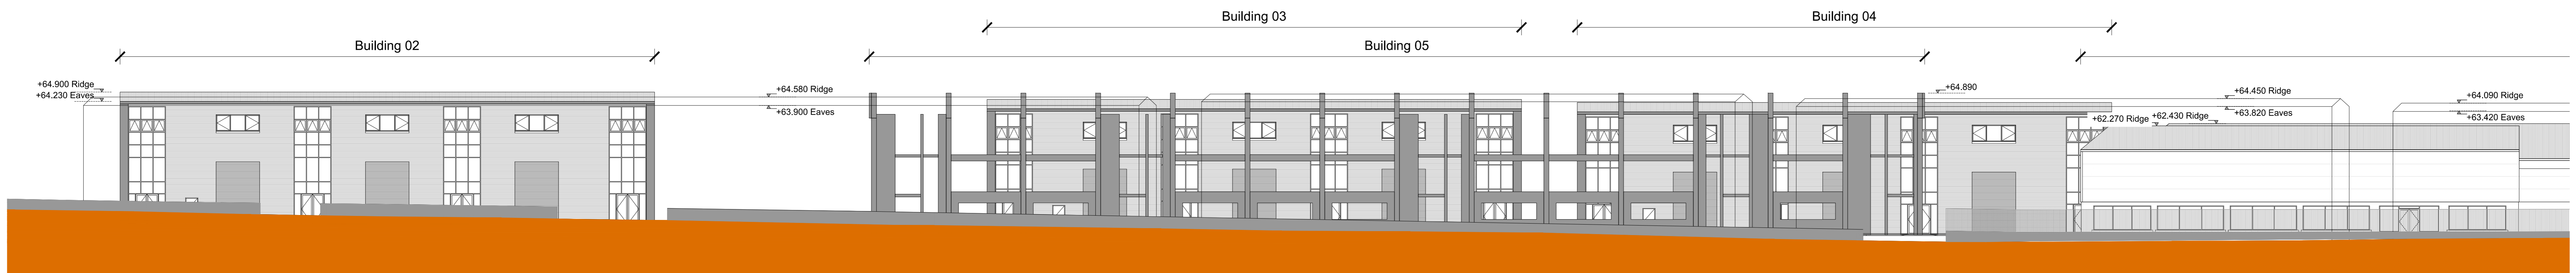 Building 03
Building 04
Building 02
Building 05
+64.900 Ridge
+64.230 Eaves
+64.580 Ridge
+63.900 Eaves
+64.890
+64.450 Ridge
+63.820 Eaves
+64.090 Ridge
+63.420 Eaves
+62.270 Ridge
+62.430 Ridge